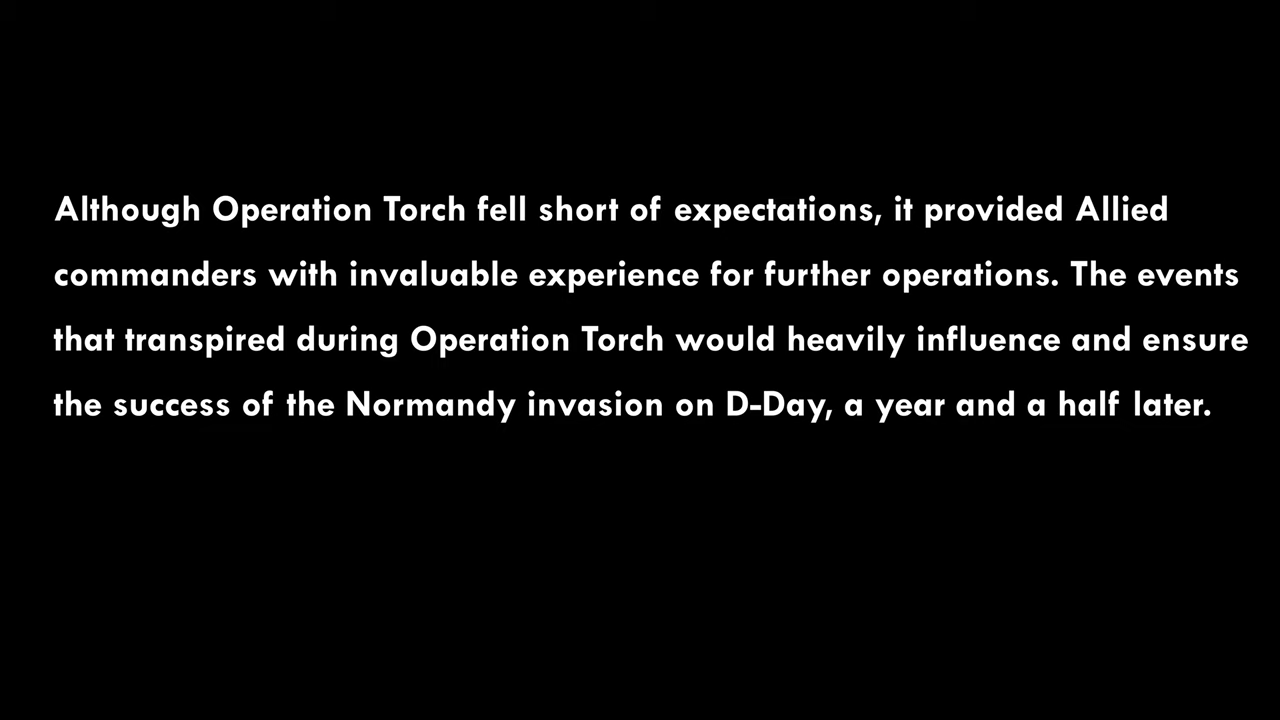 Although Operation Torch fell short of expectations, it provided Allied
commanders with invaluable experience for further operations. The events
that transpired during Operation Torch would heavily influence and ensure
the success of the Normandy invasion on D-Day, a year and a half later.